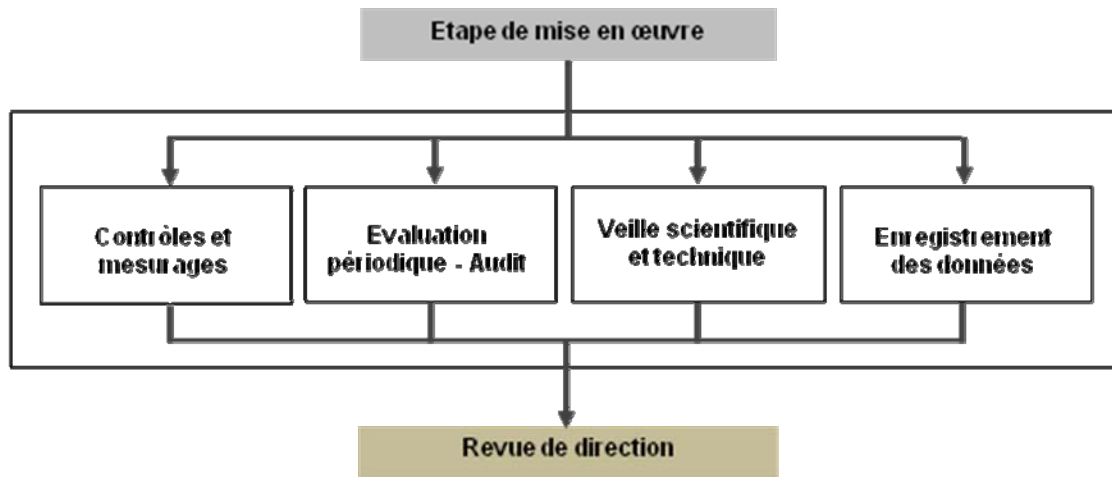 Etape de mise en œuvre
Contrôles et
mesurages
Evaluation
périodique - Audit
Veille scientifique
et technique
Enregistrement
des données
Revue de direction